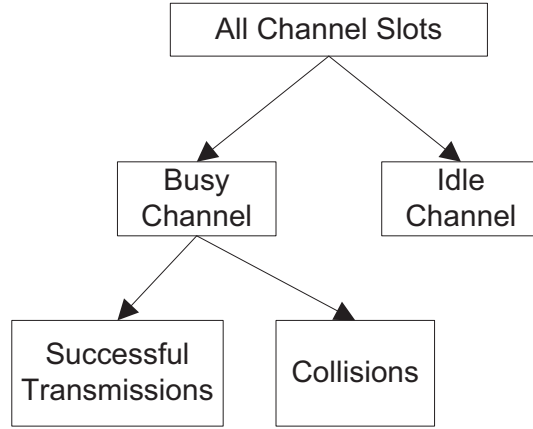 All Channel Slots
Busy
Channel
Idle
Channel
Successful
Transmissions
Collisions